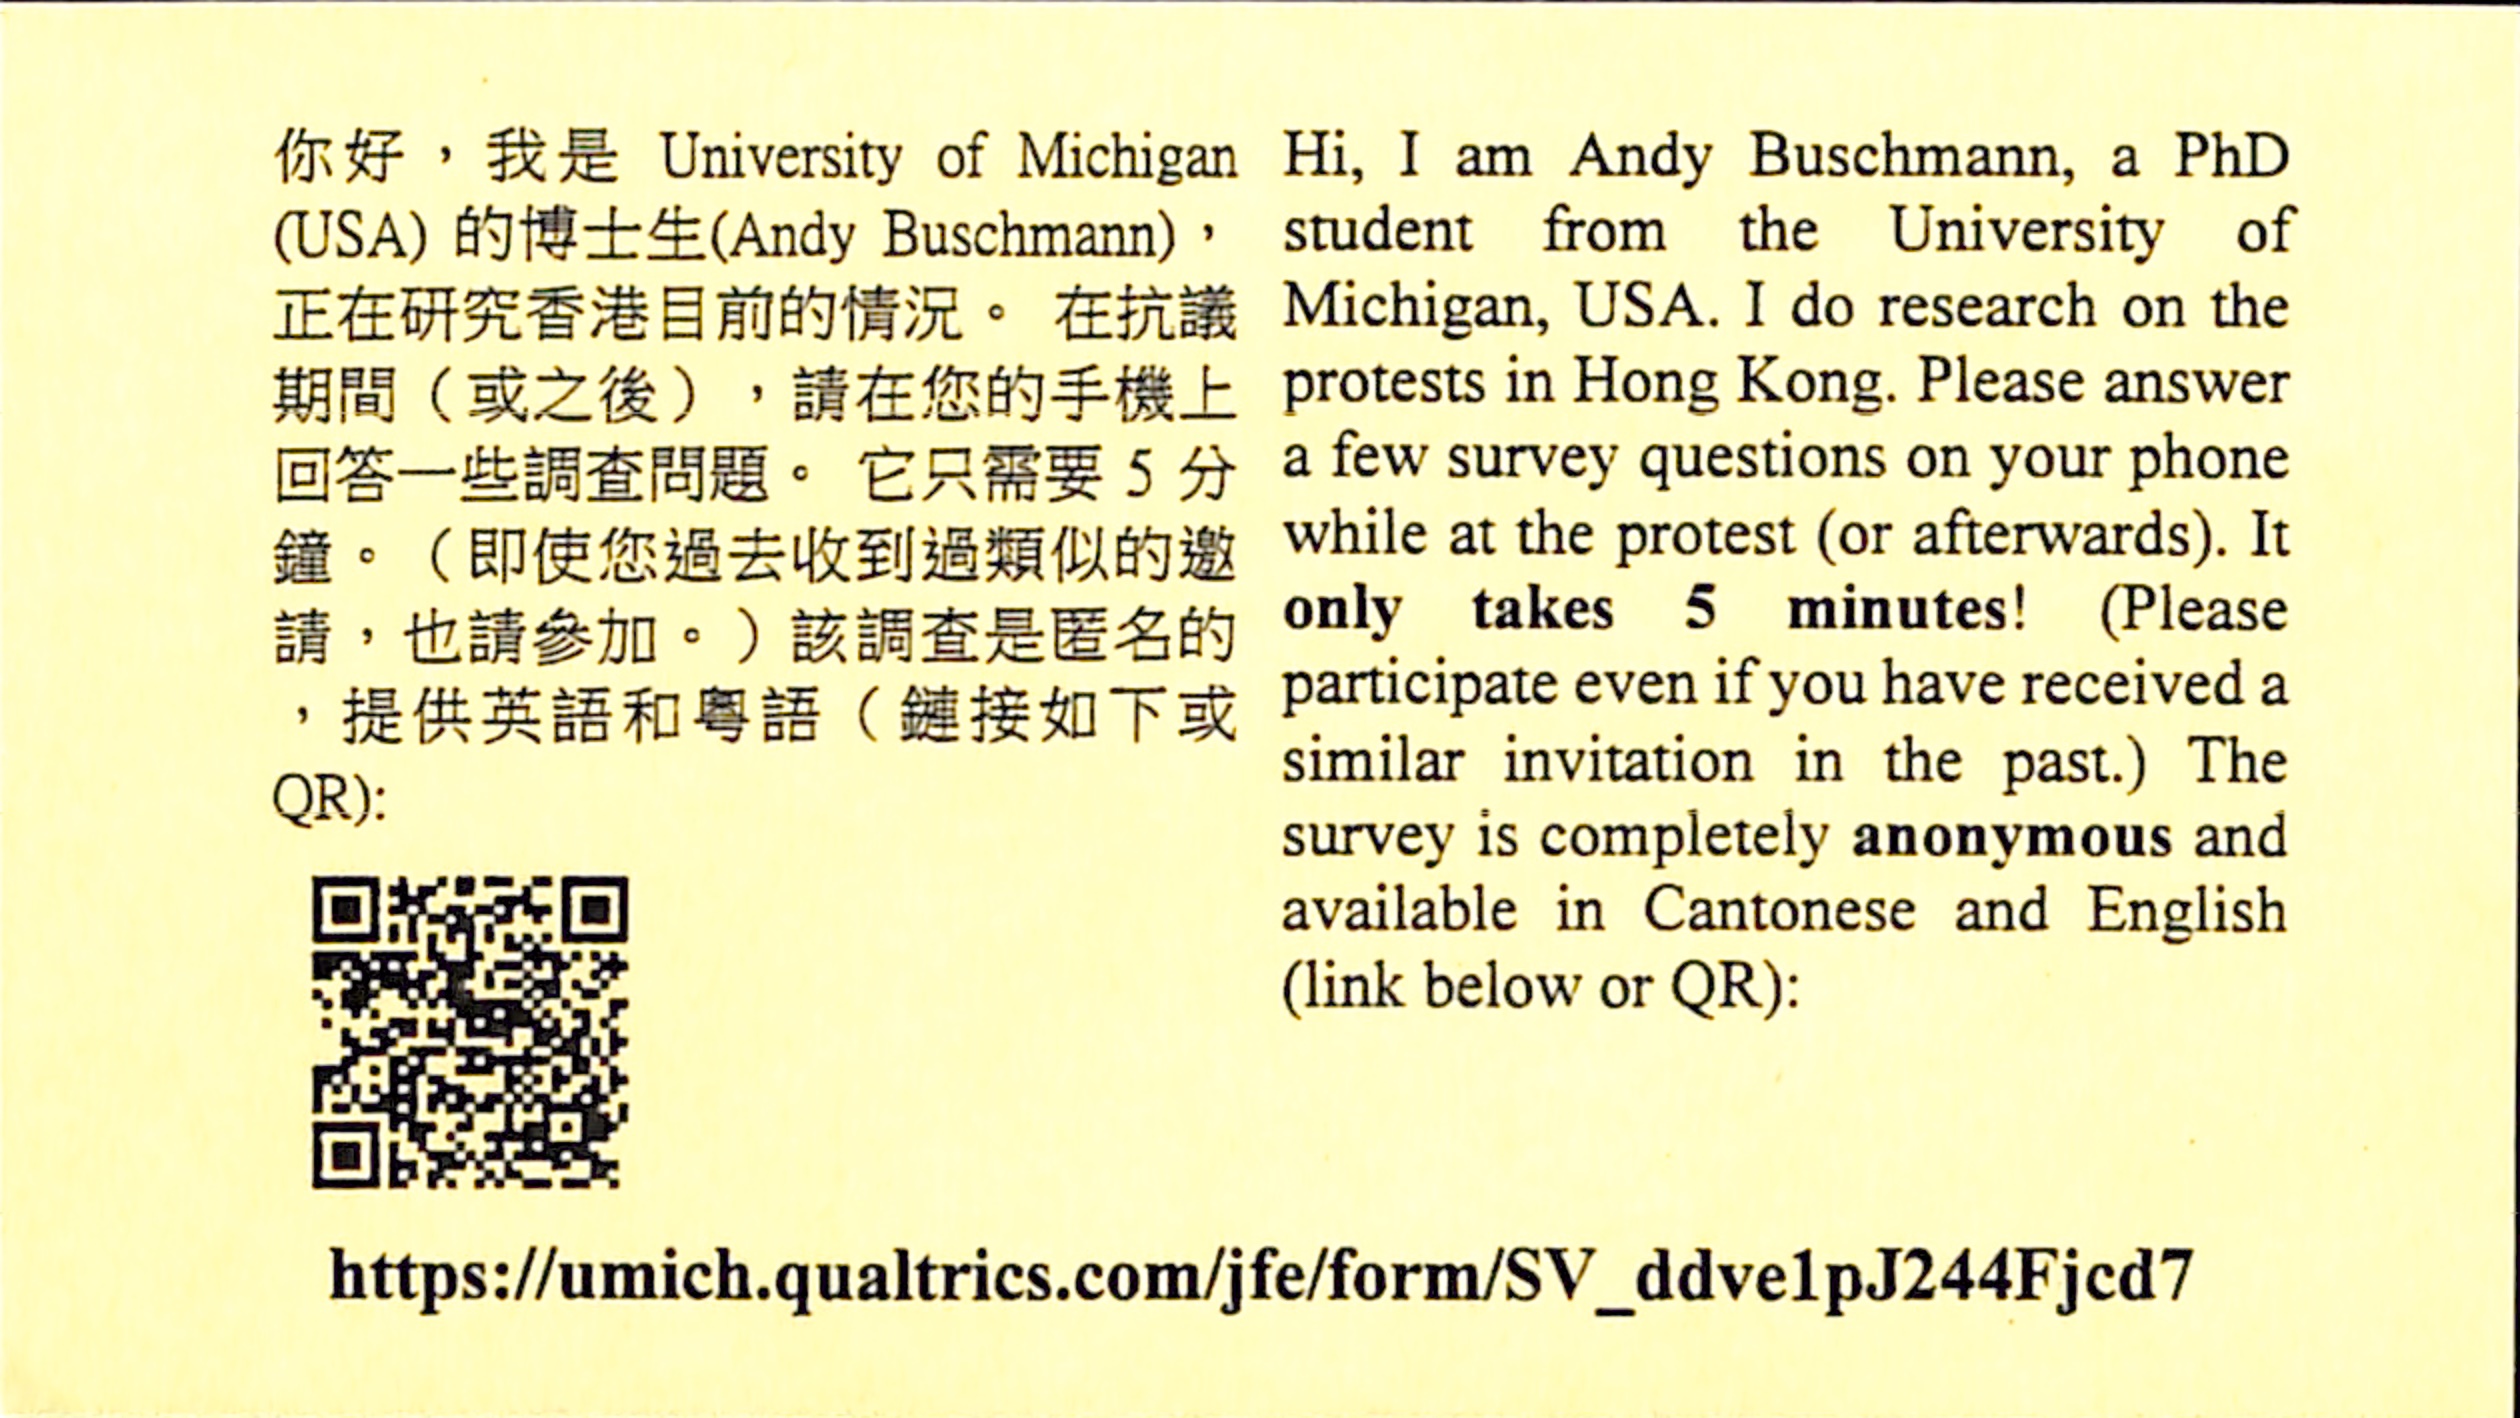 你好，我是 University of Michigan
(USA) 的博士生(Andy Buschmann)，
正在研究香港目前的情況。 在抗議
期間（或之後），請在您的手機上
回答一些調查問題。 它只需要 5 分
鐘。（即使您過去收到過類似的邀
請，也請參加。）該調查是匿名的
，提供英語和粵語（鏈接如下或
QR):
Hi, I am Andy Buschmann, a PhD
student from the University of
Michigan, USA. I do research on the
protests in Hong Kong. Please answer
a few survey questions on your phone
while at the protest (or afterwards). It
only takes 5 minutes! (Please
participate even if you have received a
similar invitation in the past.) The
survey is completely anonymous and
available in Cantonese and English
(link below or QR):
https://umich.qualtrics.com/jfe/form/SV_ddve1pJ244Fjcd7